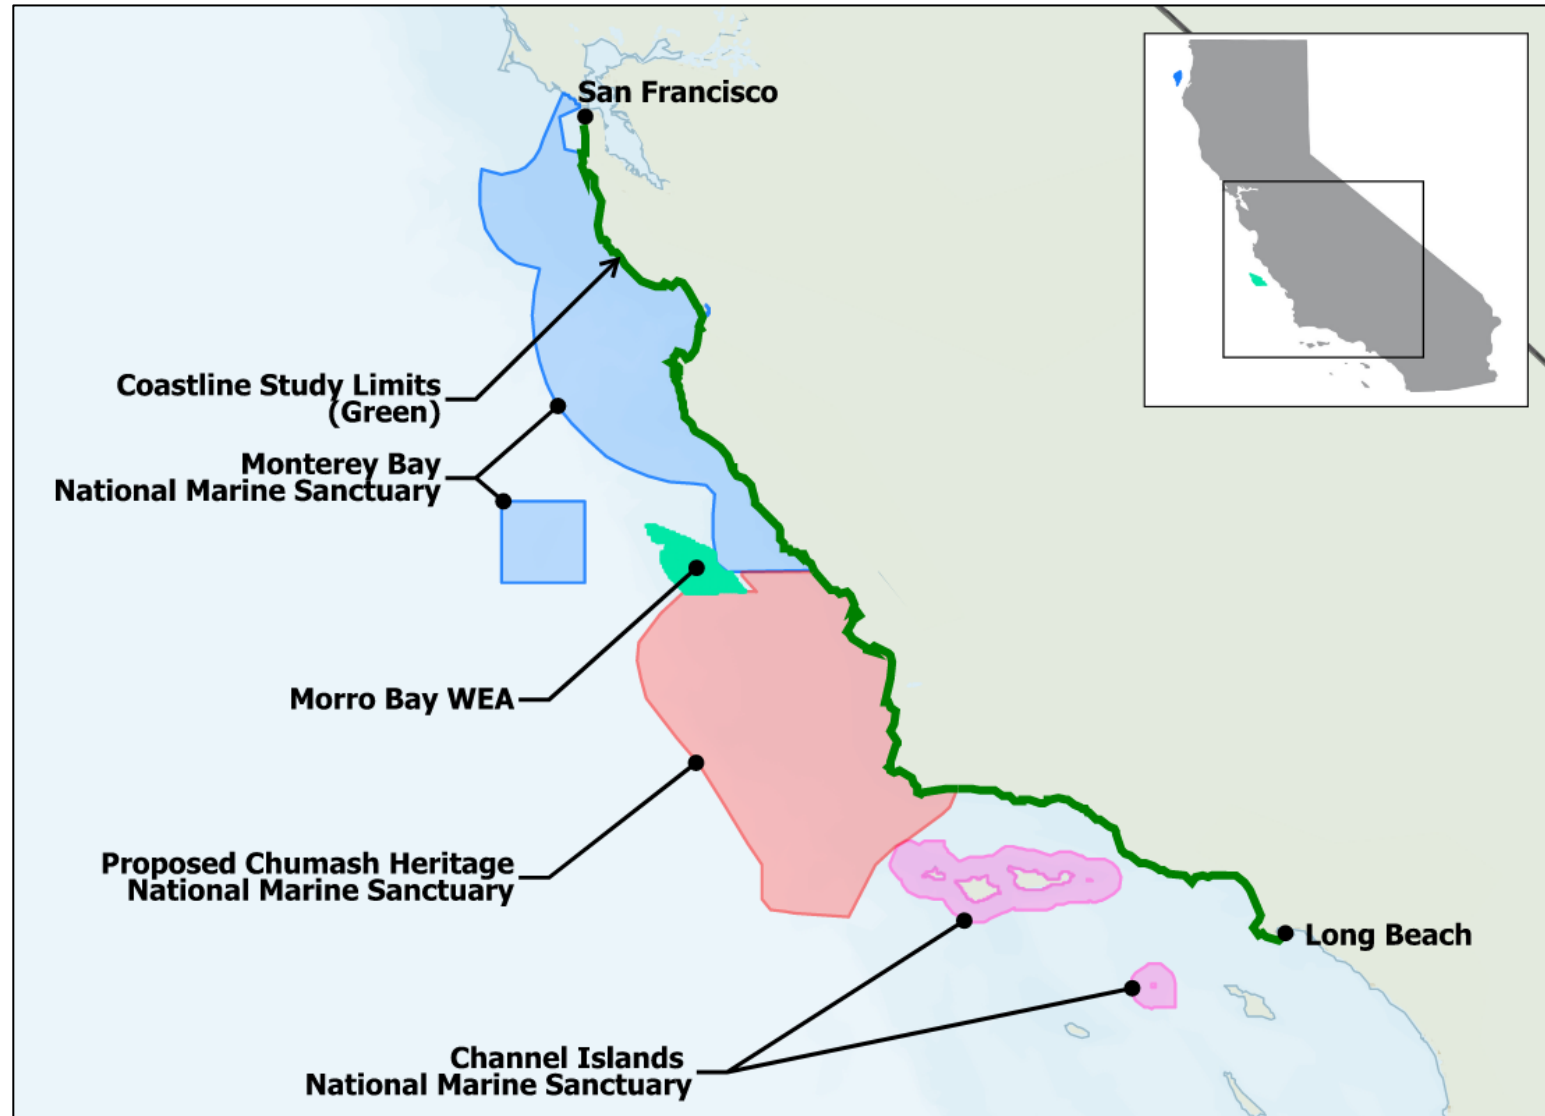 San Francisco
Coastline Study Limits
(Green)
Monterey Bay
National Marine Sanctuary
Morro Bay WEA
Proposed Chumash Heritage
National Marine Sanctuary
Long Beach
Channel Islands
National Marine Sanctuary